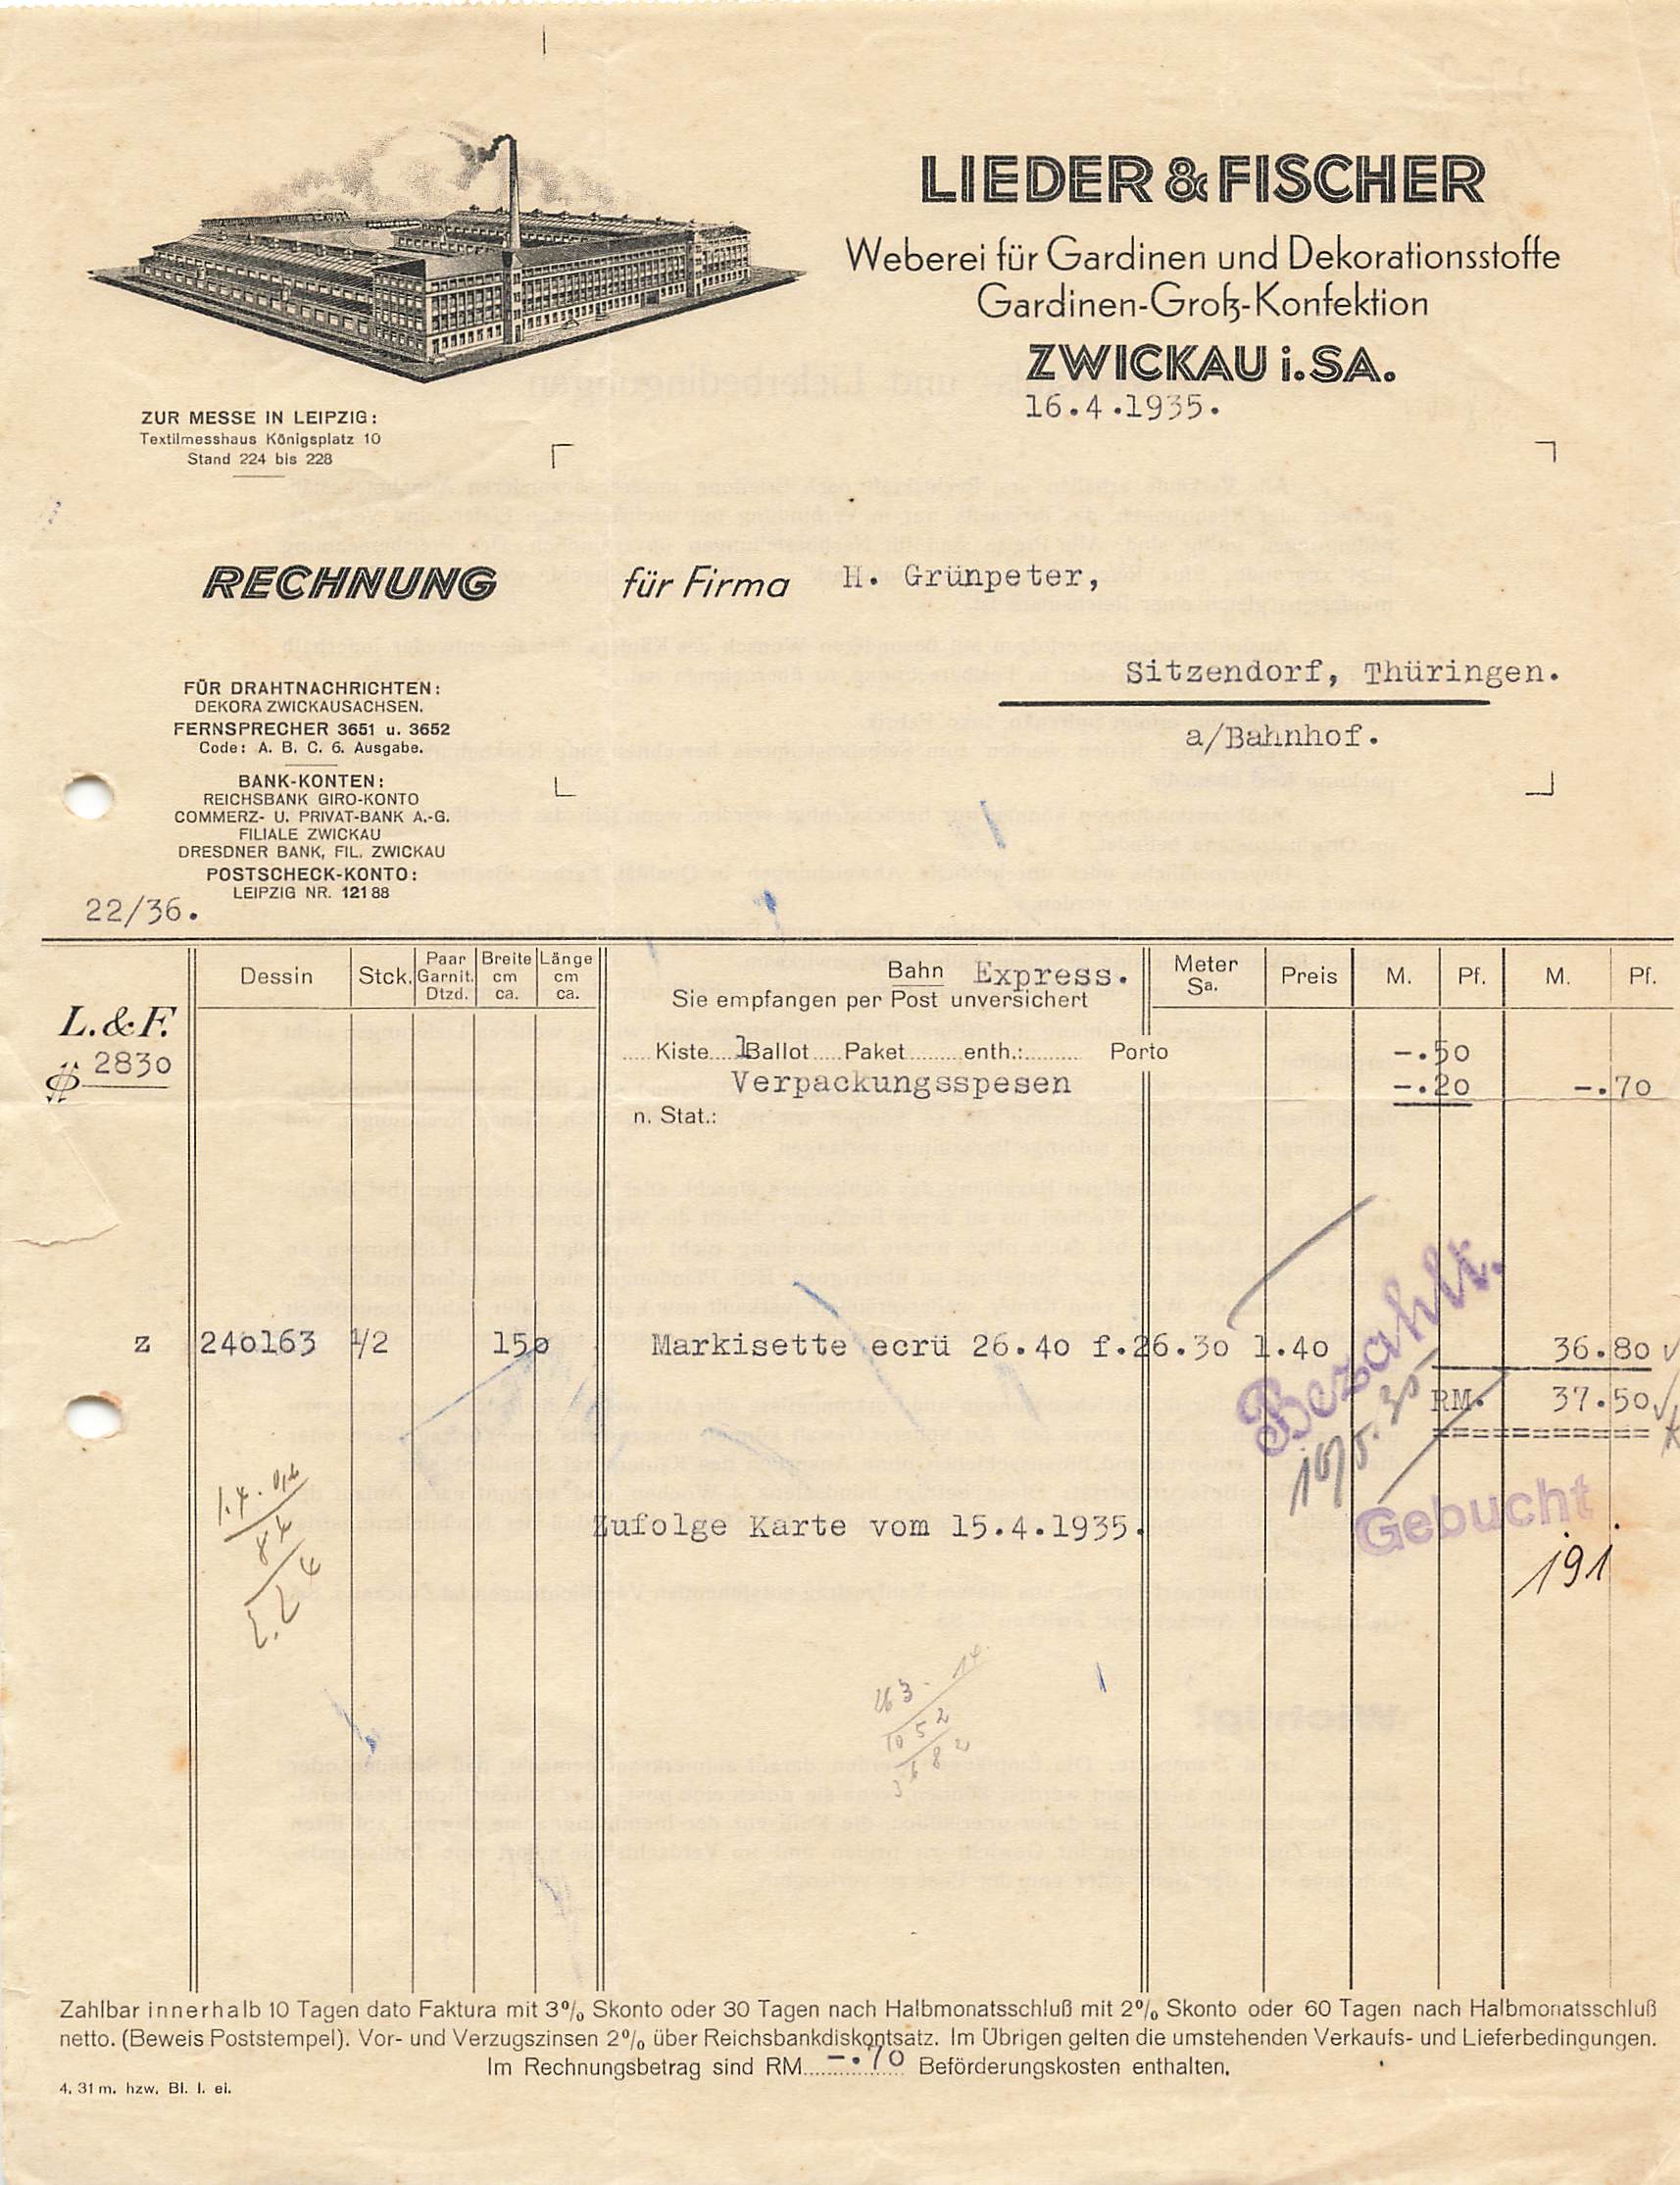 LIEDER & FISCHER
Weberei für Gardinen und Dekorationsstoffe
Gardinen-Groß-Konfektion
ZWICKAU i.SA.
16.4.1935.
ZUR MESSE IN LEIPZIG:
Textilmesshaus Königsplatz 10
Stand 224 bis 228
RECHNUNG für Firma H. Grünpeter,
Sitzendorf, Thüringen.
a/Bahnhof.
FÜR DRAHTNACHRICHTEN:
DEKORA ZWICKAUSACHSEN.
FERNSPRECHER 3651 u. 3652
Code: A. B. C. 6. Ausgabe.
BANK-KONTEN:
REICHSBANK GIRO-KONTO
COMMERZ- U. PRIVAT-BANK A.-G.
FILIALE ZWICKAU
DRESDNER BANK, FIL. ZWICKAU
POSTSCHECK-KONTO:
LEIPZIG NR. 12188
22/36.
Dessin Stck. Paar Garnit. Dtzd. Breite cm ca. Länge cm ca. Bahn Express. Meter Sa. Preis M. Pf. M. Pf.
Sie empfangen per Post unversichert
L. & F.
2830
Kiste 1 Ballot Paket enth.: Porto -.50
Verpackungsspesen -.20 -.70
n. Stat.:
z 240163 1/2 150 Markisette ecrü 26.40 f.26.30 1.40 36.80
RM. 37.50
Bezahlt.
Gebucht
191
Zufolge Karte vom 15.4.1935.
263. 14
1052
3682
Zahlbar innerhalb 10 Tagen dato Faktura mit 3% Skonto oder 30 Tagen nach Halbmonatsschluß mit 2% Skonto oder 60 Tagen nach Halbmonatsschluß
netto. (Beweis Poststempel). Vor- und Verzugszinsen 2% über Reichsbankdiskontsatz. Im Übrigen gelten die umstehenden Verkaufs- und Lieferbedingungen.
Im Rechnungsbetrag sind RM. -.70 Beförderungskosten enthalten.
4. 31 m. hzw. Bl. l. ei.